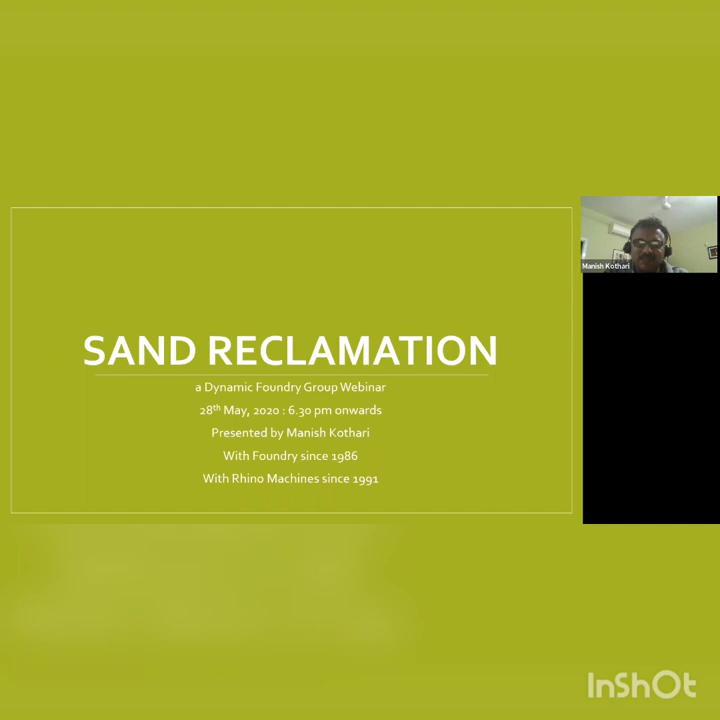 SAND RECLAMATION
a Dynamic Foundry Group Webinar
28th May, 2020 : 6.30 pm onwards
Presented by Manish Kothari
With Foundry since 1986
With Rhino Machines since 1991
Manish Kothari
InShOt